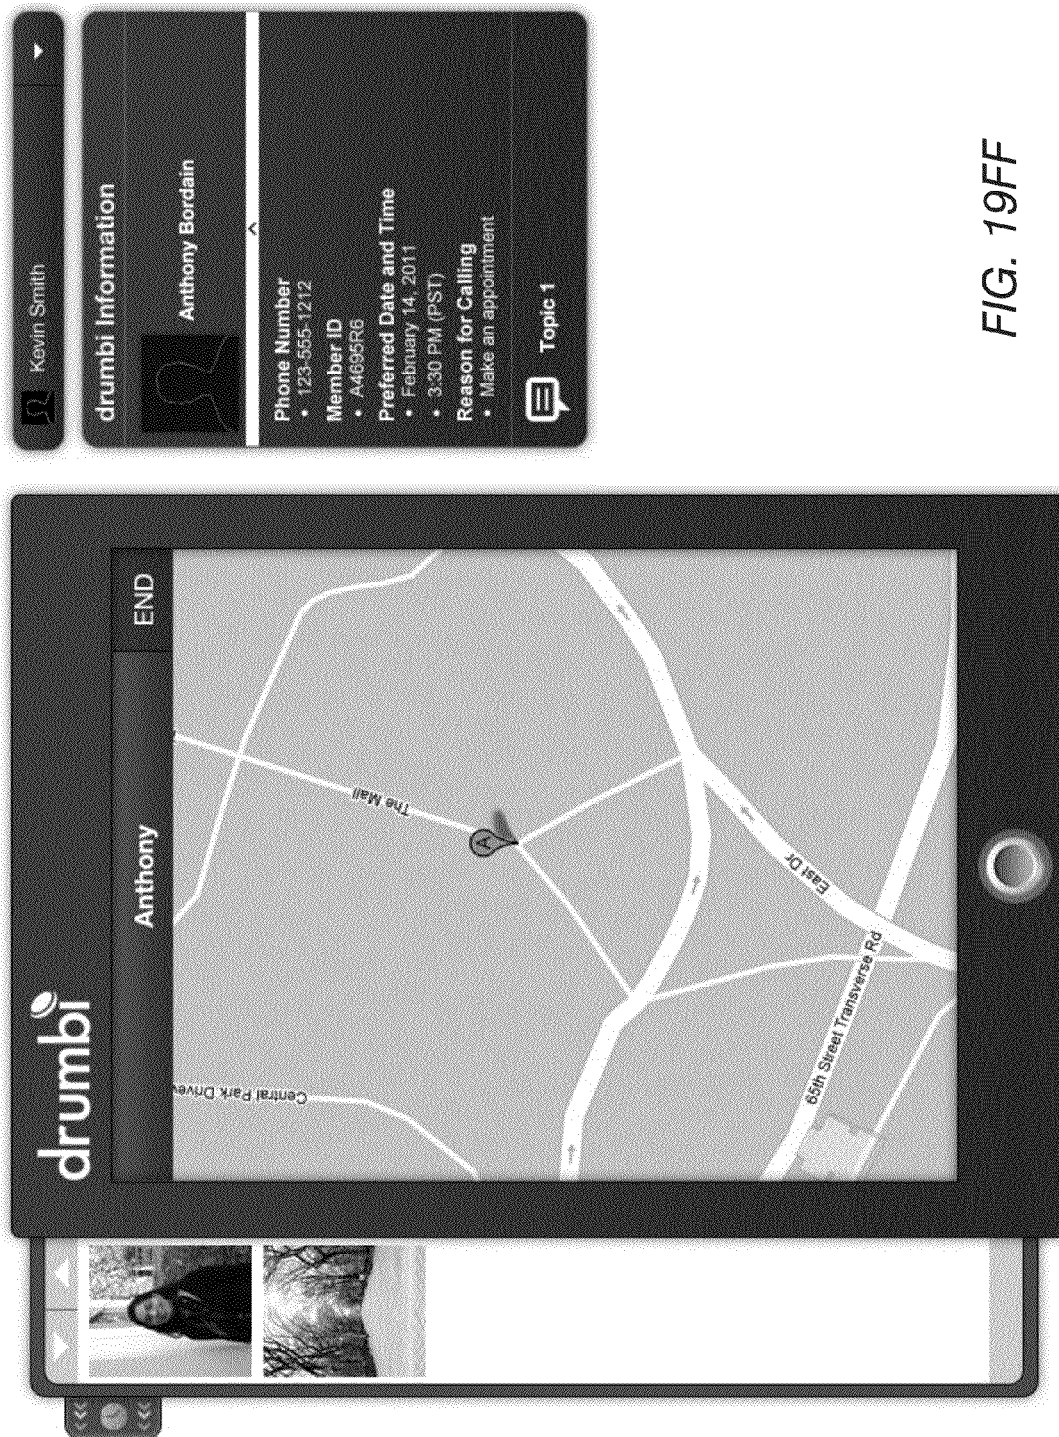 drumbi
Anthony
END
Central Park Drivew
The Mall
A
East Dr
65th Street Transverse Rd
Kevin Smith
drumbi Information
Anthony Bordain
Phone Number
• 123-555-1212
Member ID
• A4695R6
Preferred Date and Time
• February 14, 2011
• 3:30 PM (PST)
Reason for Calling
• Make an appointment
Topic 1
FIG. 19FF